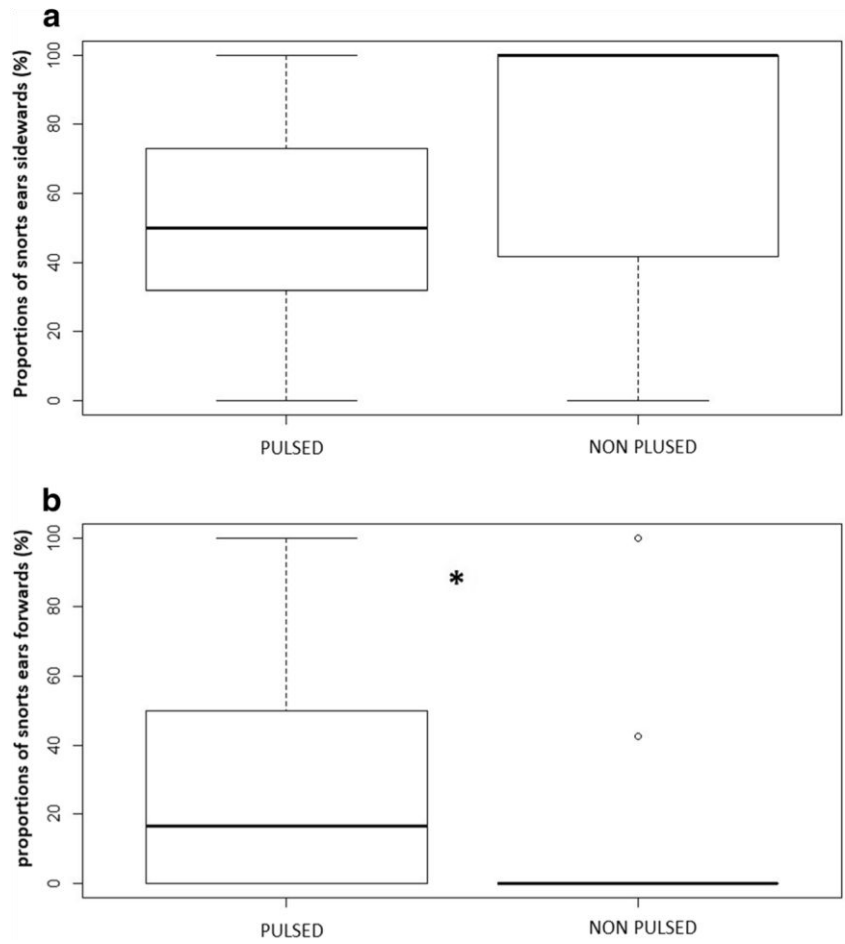 a
Proportions of snorts ears sidewards (%)
100
80
60
40
20
0
PULSED
NON PLUSED
b
proportions of snorts ears forwards (%)
100
80
60
40
20
0
*
PULSED
NON PULSED